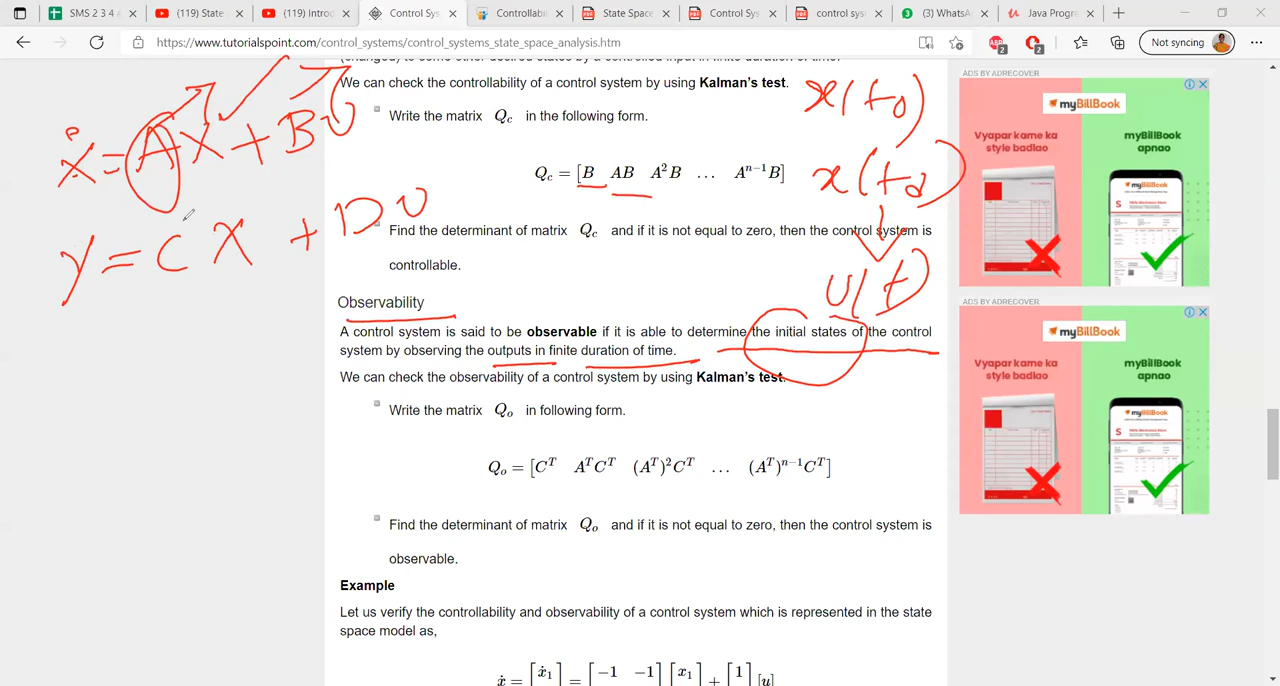 SMS 2 3 4
(119) State
(119) Introd
Control Sys
Controllabil
State Space
Control Sys
control sys
(3) WhatsA
Java Progra
https://www.tutorialspoint.com/control_systems/control_systems_state_space_analysis.htm
Not syncing
We can check the controllability of a control system by using Kalman's test.
Write the matrix Qc in the following form.
Qc = [B AB A²B … Aⁿ⁻¹B]
Find the determinant of matrix Qc and if it is not equal to zero, then the control system is
controllable.
Observability
A control system is said to be observable if it is able to determine the initial states of the control
system by observing the outputs in finite duration of time.
We can check the observability of a control system by using Kalman's test.
Write the matrix Qo in following form.
Qo = [Cᵀ AᵀCᵀ (Aᵀ)²Cᵀ … (Aᵀ)ⁿ⁻¹Cᵀ]
Find the determinant of matrix Qo and if it is not equal to zero, then the control system is
observable.
Example
Let us verify the controllability and observability of a control system which is represented in the state
space model as,
ẋ = [ẋ1 = [−1 −1] [x1 + [1] [u]
ẋ = AX + BU
y = CX + DU
x(t0)
u(t)
ADS BY ADRECOVER
myBillBook
Vyapar karne ka
style badlao
myBillBook
apnao
ADS BY ADRECOVER
myBillBook
Vyapar karne ka
style badlao
myBillBook
apnao